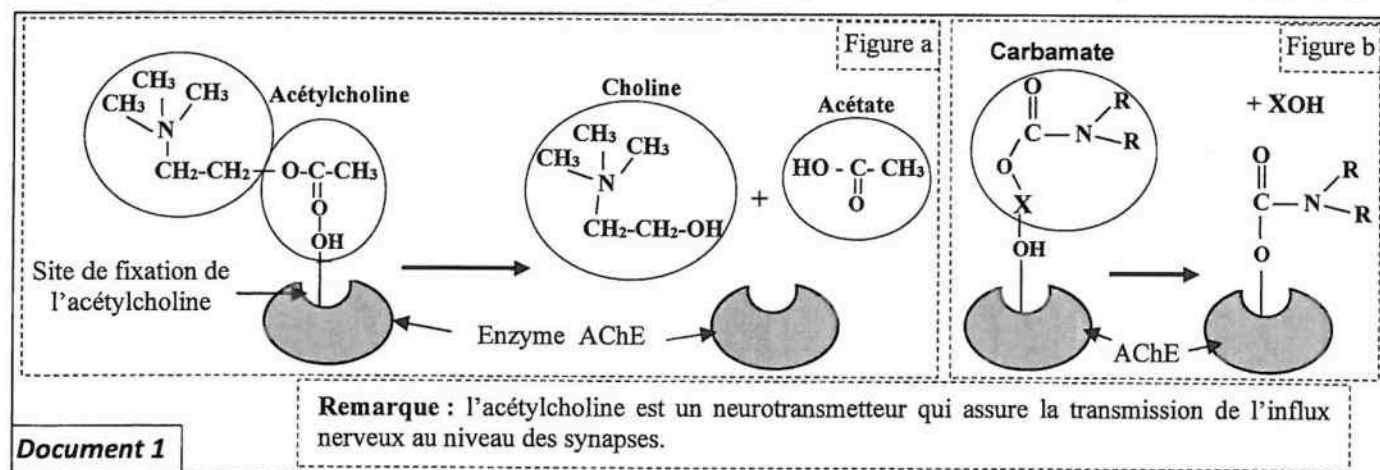 Figure a
Acétylcholine
CH3
CH3 CH3
N
CH2-CH2-O-C-CH3
O
OH
Site de fixation de
l'acétylcholine
Choline
CH3
CH3 CH3
N
CH2-CH2-OH
+
Acétate
HO - C - CH3
O
Enzyme AChE
Figure b
Carbamate
O
C N R
R
O
X
OH
+ XOH
O
C N R
R
O
AChE
Remarque : l'acétylcholine est un neurotransmetteur qui assure la transmission de l'influx
nerveux au niveau des synapses.
Document 1